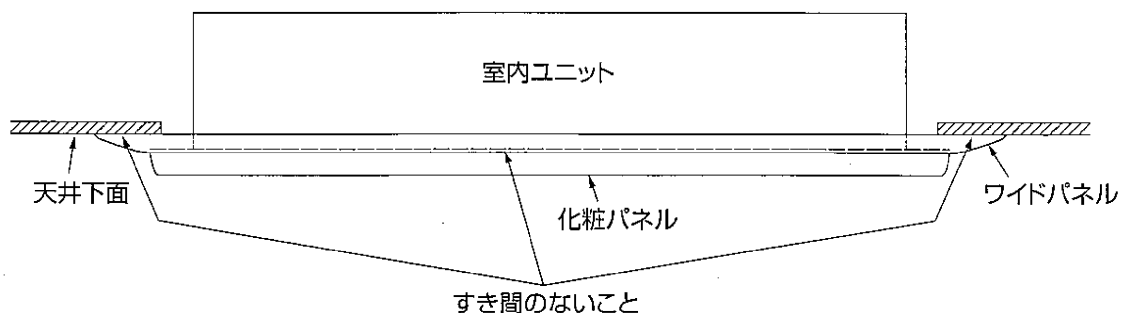 室内ユニット
天井下面
化粧パネル
ワイドパネル
すき間のないこと